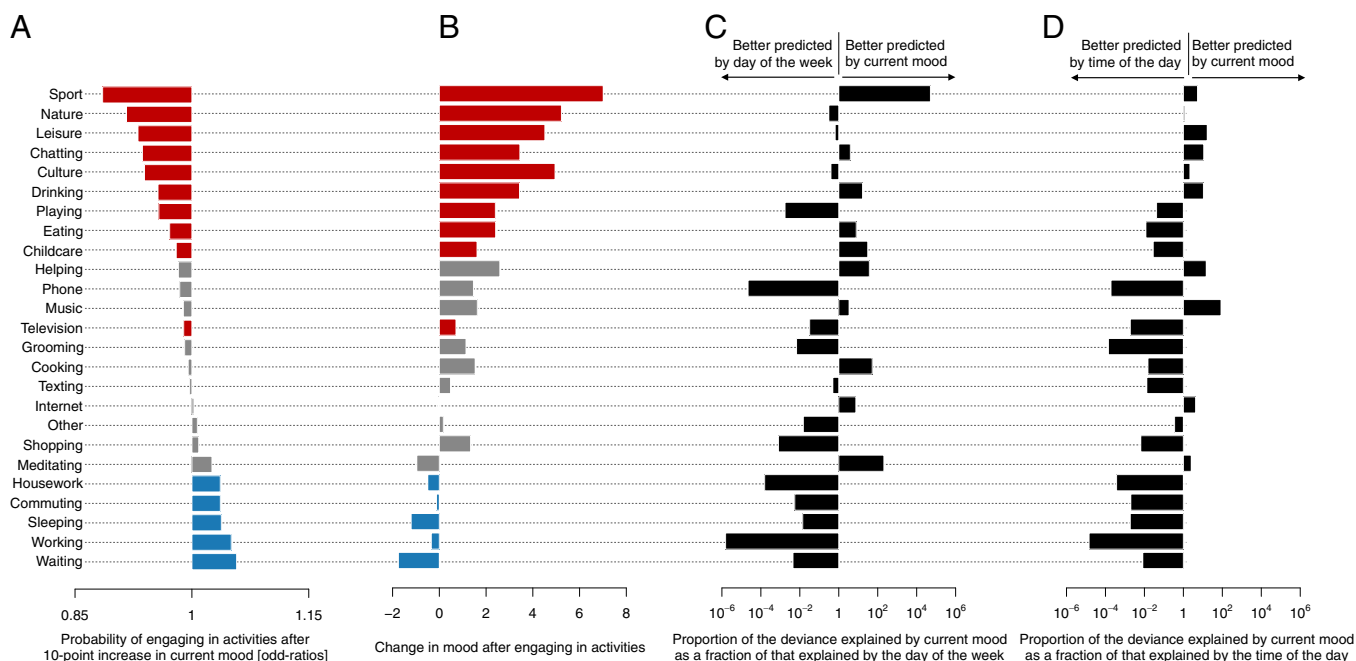 A
B
C
D
Better predicted
by day of the week
Better predicted
by current mood
Better predicted
by time of the day
Better predicted
by current mood
Sport
Nature
Leisure
Chatting
Culture
Drinking
Playing
Eating
Childcare
Helping
Phone
Music
Television
Grooming
Cooking
Texting
Internet
Other
Shopping
Meditating
Housework
Commuting
Sleeping
Working
Waiting
0.85 1 1.15
Probability of engaging in activities after
10-point increase in current mood [odd-ratios]
−2 0 2 4 6 8
Change in mood after engaging in activities
10⁻⁶ 10⁻⁴ 10⁻² 1 10² 10⁴ 10⁶
Proportion of the deviance explained by current mood
as a fraction of that explained by the day of the week
10⁻⁶ 10⁻⁴ 10⁻² 1 10² 10⁴ 10⁶
Proportion of the deviance explained by current mood
as a fraction of that explained by the time of the day